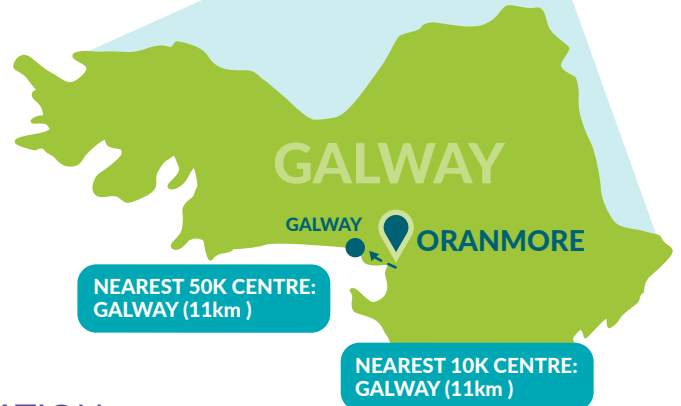 GALWAY
GALWAY
ORANMORE
NEAREST 50K CENTRE:
GALWAY (11km )
NEAREST 10K CENTRE:
GALWAY (11km )